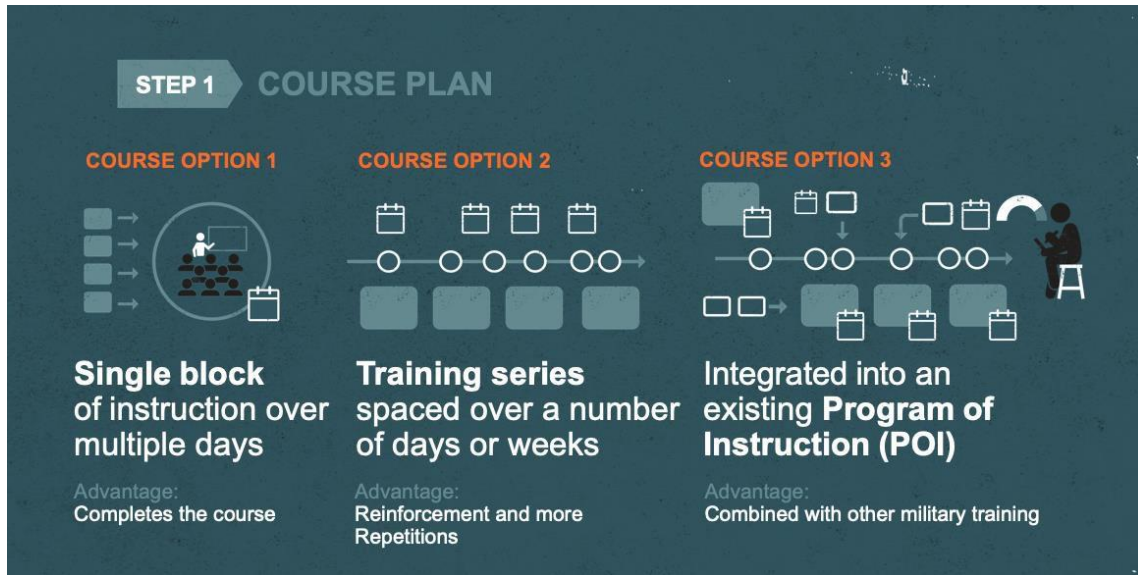 STEP 1
COURSE PLAN
COURSE OPTION 1
Single block
of instruction over
multiple days
Advantage:
Completes the course
COURSE OPTION 2
Training series
spaced over a number
of days or weeks
Advantage:
Reinforcement and more
Repetitions
COURSE OPTION 3
Integrated into an
existing Program of
Instruction (POI)
Advantage:
Combined with other military training